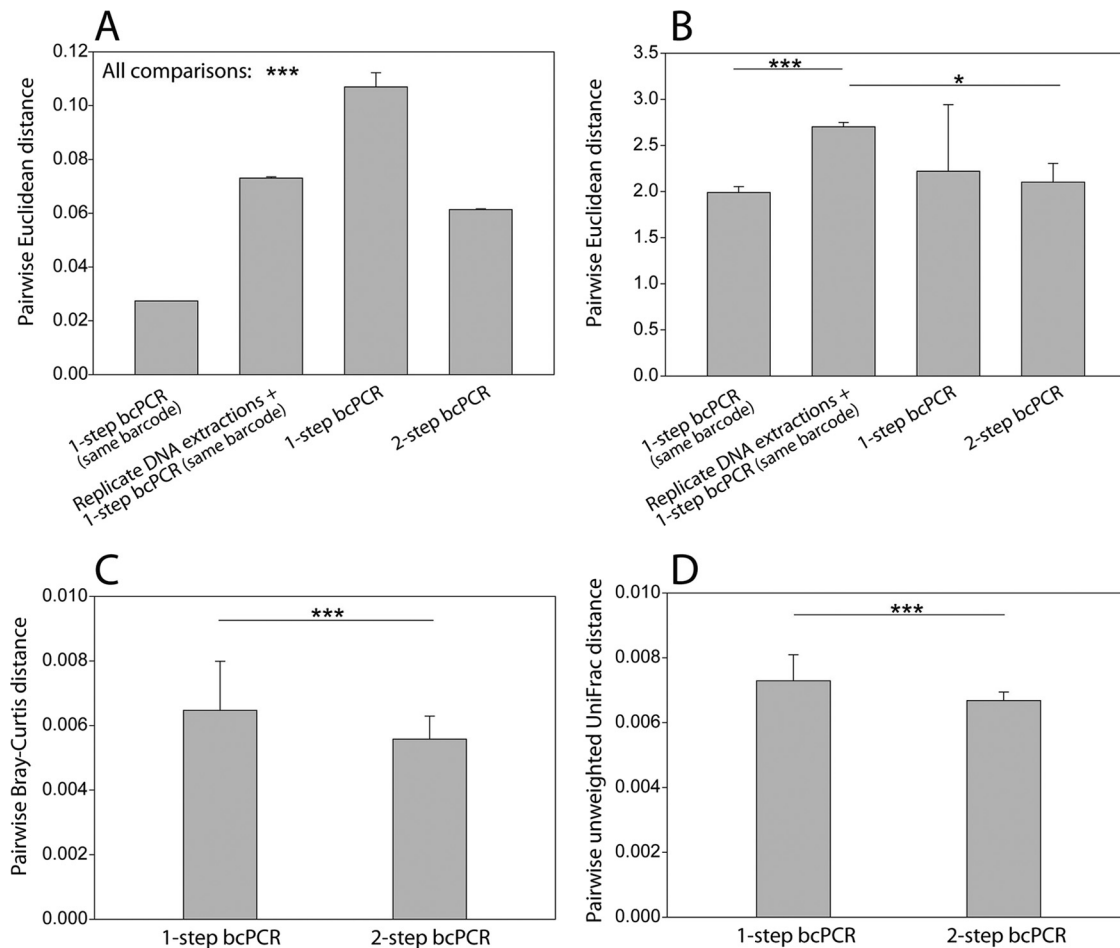 A
All comparisons: ***
Pairwise Euclidean distance
0.12
0.10
0.08
0.06
0.04
0.02
0.00
1-step bcPCR
(same barcode)
Replicate DNA extractions +
1-step bcPCR (same barcode)
1-step bcPCR
2-step bcPCR
B
***
*
Pairwise Euclidean distance
3.5
3.0
2.5
2.0
1.5
1.0
0.5
0.0
1-step bcPCR
(same barcode)
Replicate DNA extractions +
1-step bcPCR (same barcode)
1-step bcPCR
2-step bcPCR
C
***
Pairwise Bray-Curtis distance
0.010
0.008
0.006
0.004
0.002
0.000
1-step bcPCR
2-step bcPCR
D
***
Pairwise unweighted UniFrac distance
0.010
0.008
0.006
0.004
0.002
0.000
1-step bcPCR
2-step bcPCR